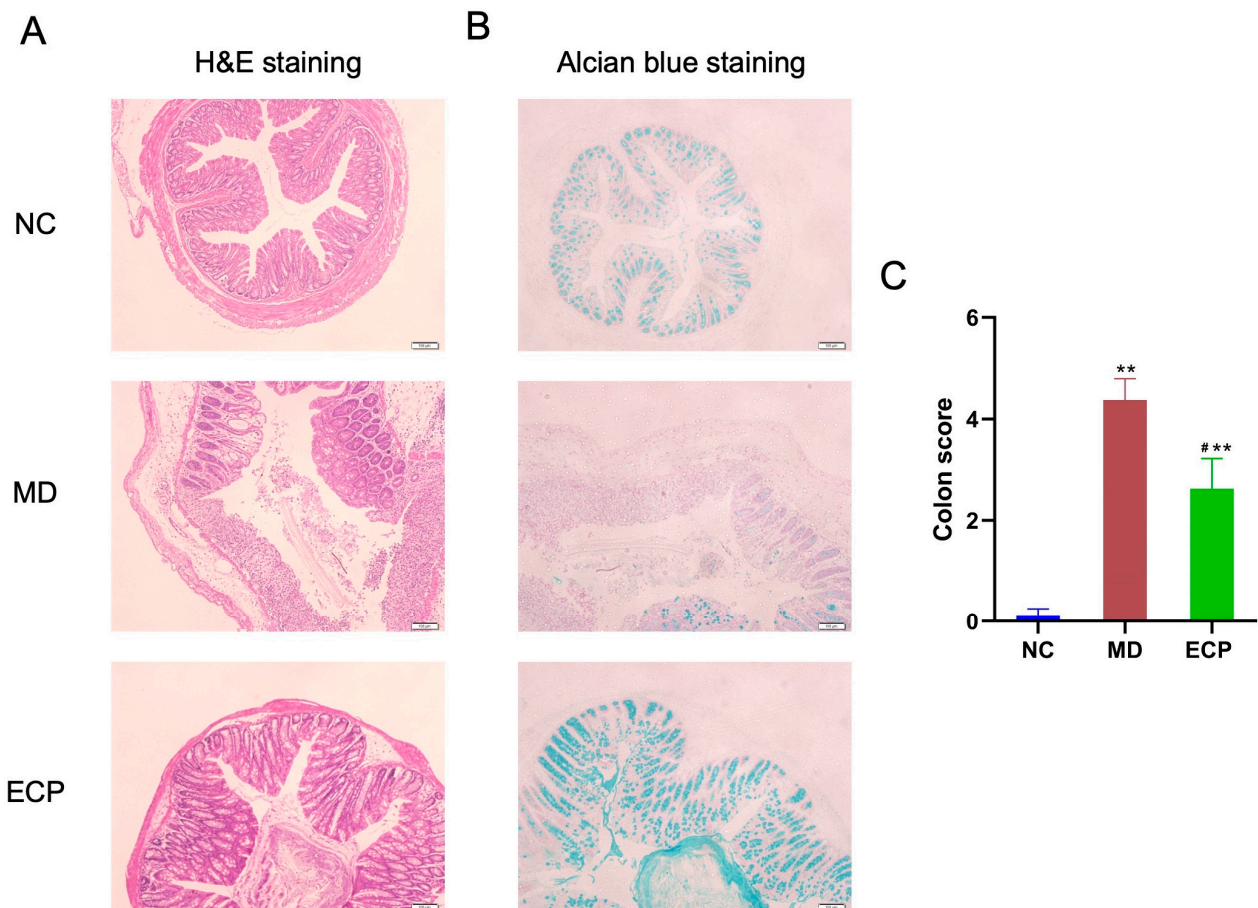 A
B
H&E staining
Alcian blue staining
NC
MD
ECP
C
Colon score
6
4
2
0
**
#**
NC
MD
ECP